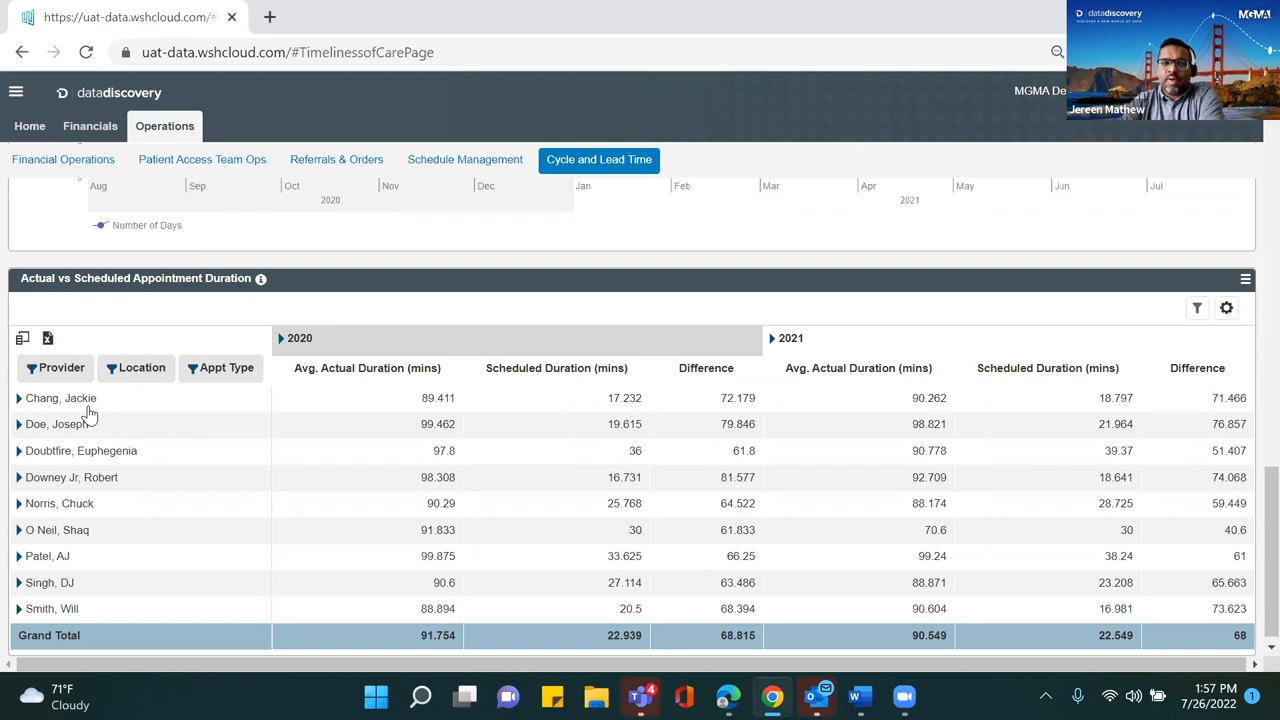 https://uat-data.wshcloud.com/#
uat-data.wshcloud.com/#TimelinessofCarePage
datadiscovery
DISCOVER A NEW WORLD OF DATA
MGMA
Jereen Mathew
datadiscovery
MGMA De
Home Financials Operations
Financial Operations Patient Access Team Ops Referrals & Orders Schedule Management Cycle and Lead Time
Aug Sep Oct Nov Dec Jan Feb Mar Apr May Jun Jul
2020 2021
Number of Days
Actual vs Scheduled Appointment Duration
2020 2021
Provider Location Appt Type Avg. Actual Duration (mins) Scheduled Duration (mins) Difference Avg. Actual Duration (mins) Scheduled Duration (mins) Difference
Chang, Jackie 89.411 17.232 72.179 90.262 18.797 71.466
Doe, Joseph 99.462 19.615 79.846 98.821 21.964 76.857
Doubtfire, Euphegenia 97.8 36 61.8 90.778 39.37 51.407
Downey Jr, Robert 98.308 16.731 81.577 92.709 18.641 74.068
Norris, Chuck 90.29 25.768 64.522 88.174 28.725 59.449
O Neil, Shaq 91.833 30 61.833 70.6 30 40.6
Patel, AJ 99.875 33.625 66.25 99.24 38.24 61
Singh, DJ 90.6 27.114 63.486 88.871 23.208 65.663
Smith, Will 88.894 20.5 68.394 90.604 16.981 73.623
Grand Total 91.754 22.939 68.815 90.549 22.549 68
71°F
Cloudy
4
1:57 PM
7/26/2022
1